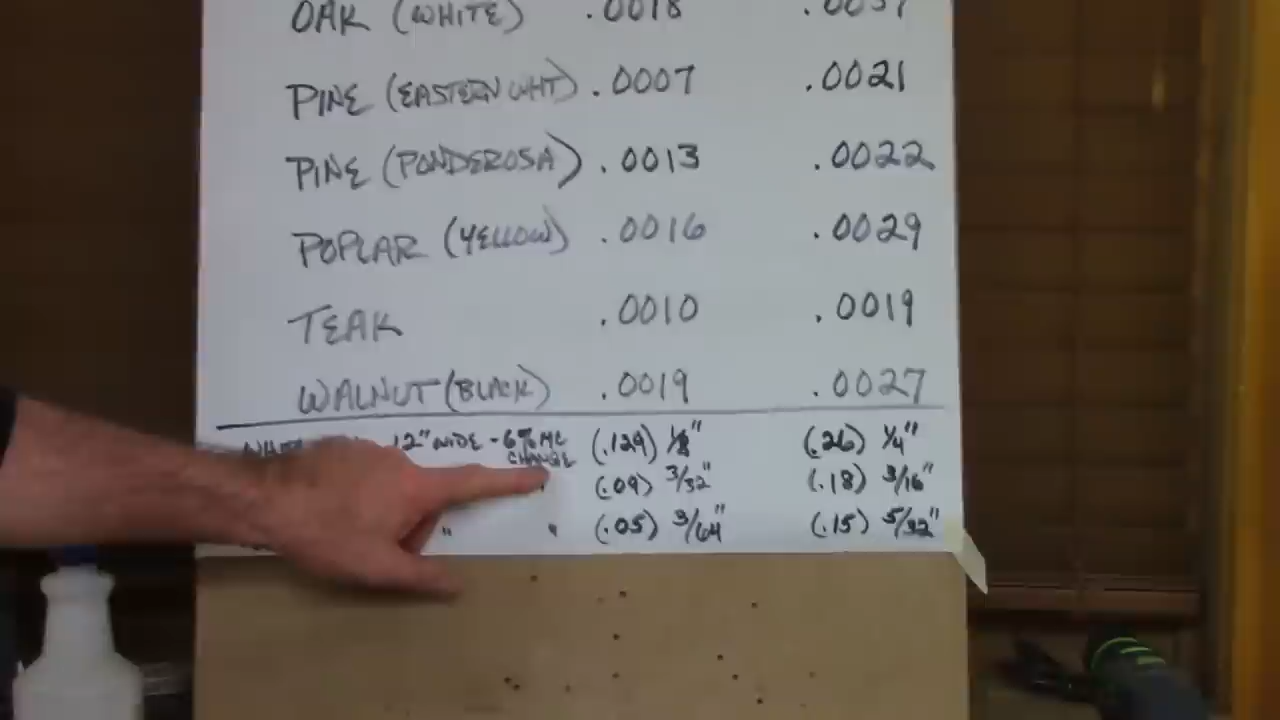 OAK (WHITE) .0018 .0037
PINE (EASTERN WHT) .0007 .0021
PINE (PONDEROSA) .0013 .0022
POPLAR (YELLOW) .0016 .0029
TEAK .0010 .0019
WALNUT (BLACK) .0019 .0027
12" WIDE - 6% MC CHANGE (.129) 1/8" (.26) 1/4"
(.09) 3/32" (.18) 3/16"
" " (.05) 3/64" (.15) 5/32"